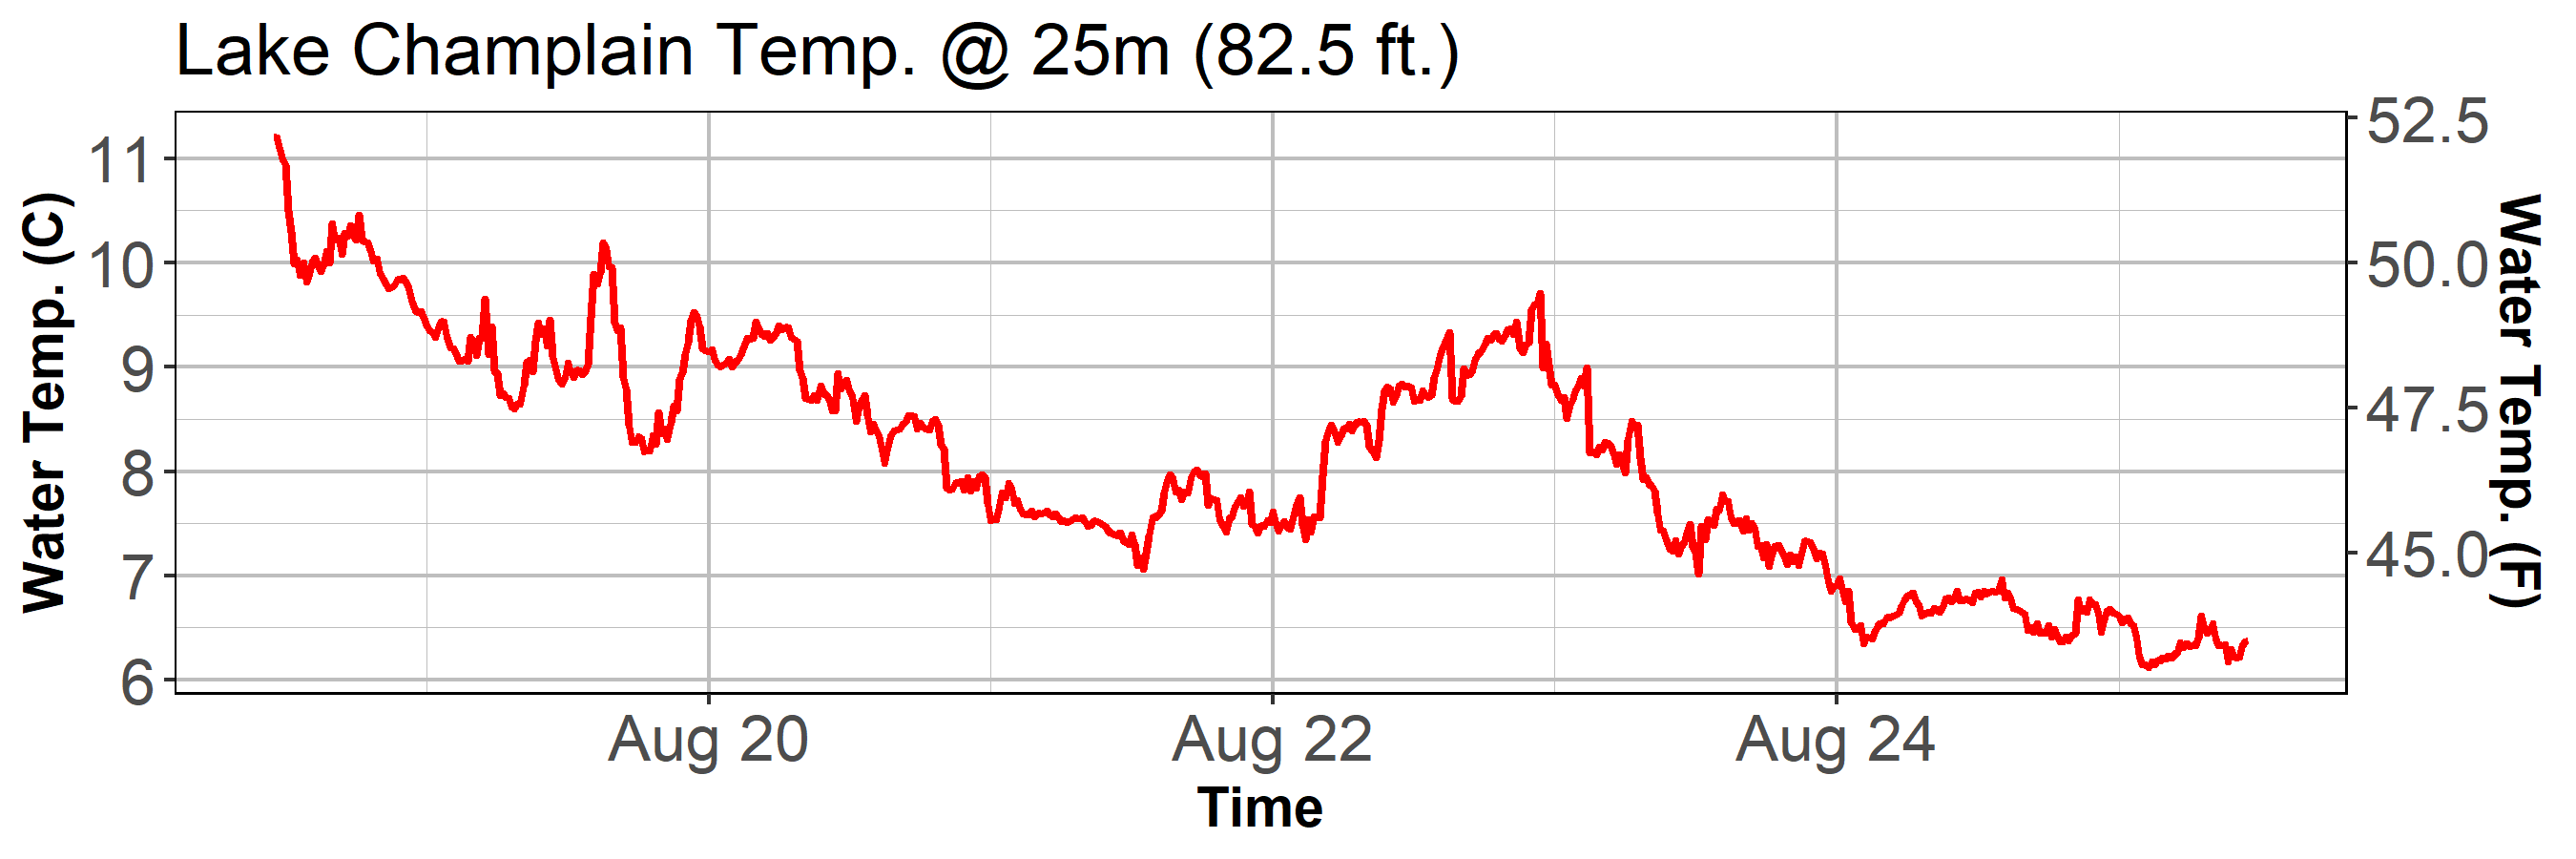 Lake Champlain Temp. @ 25m (82.5 ft.)
Water Temp. (C)
11
10
9
8
7
6
52.5
50.0
47.5
45.0
Water Temp. (F)
Aug 20 Aug 22 Aug 24
Time